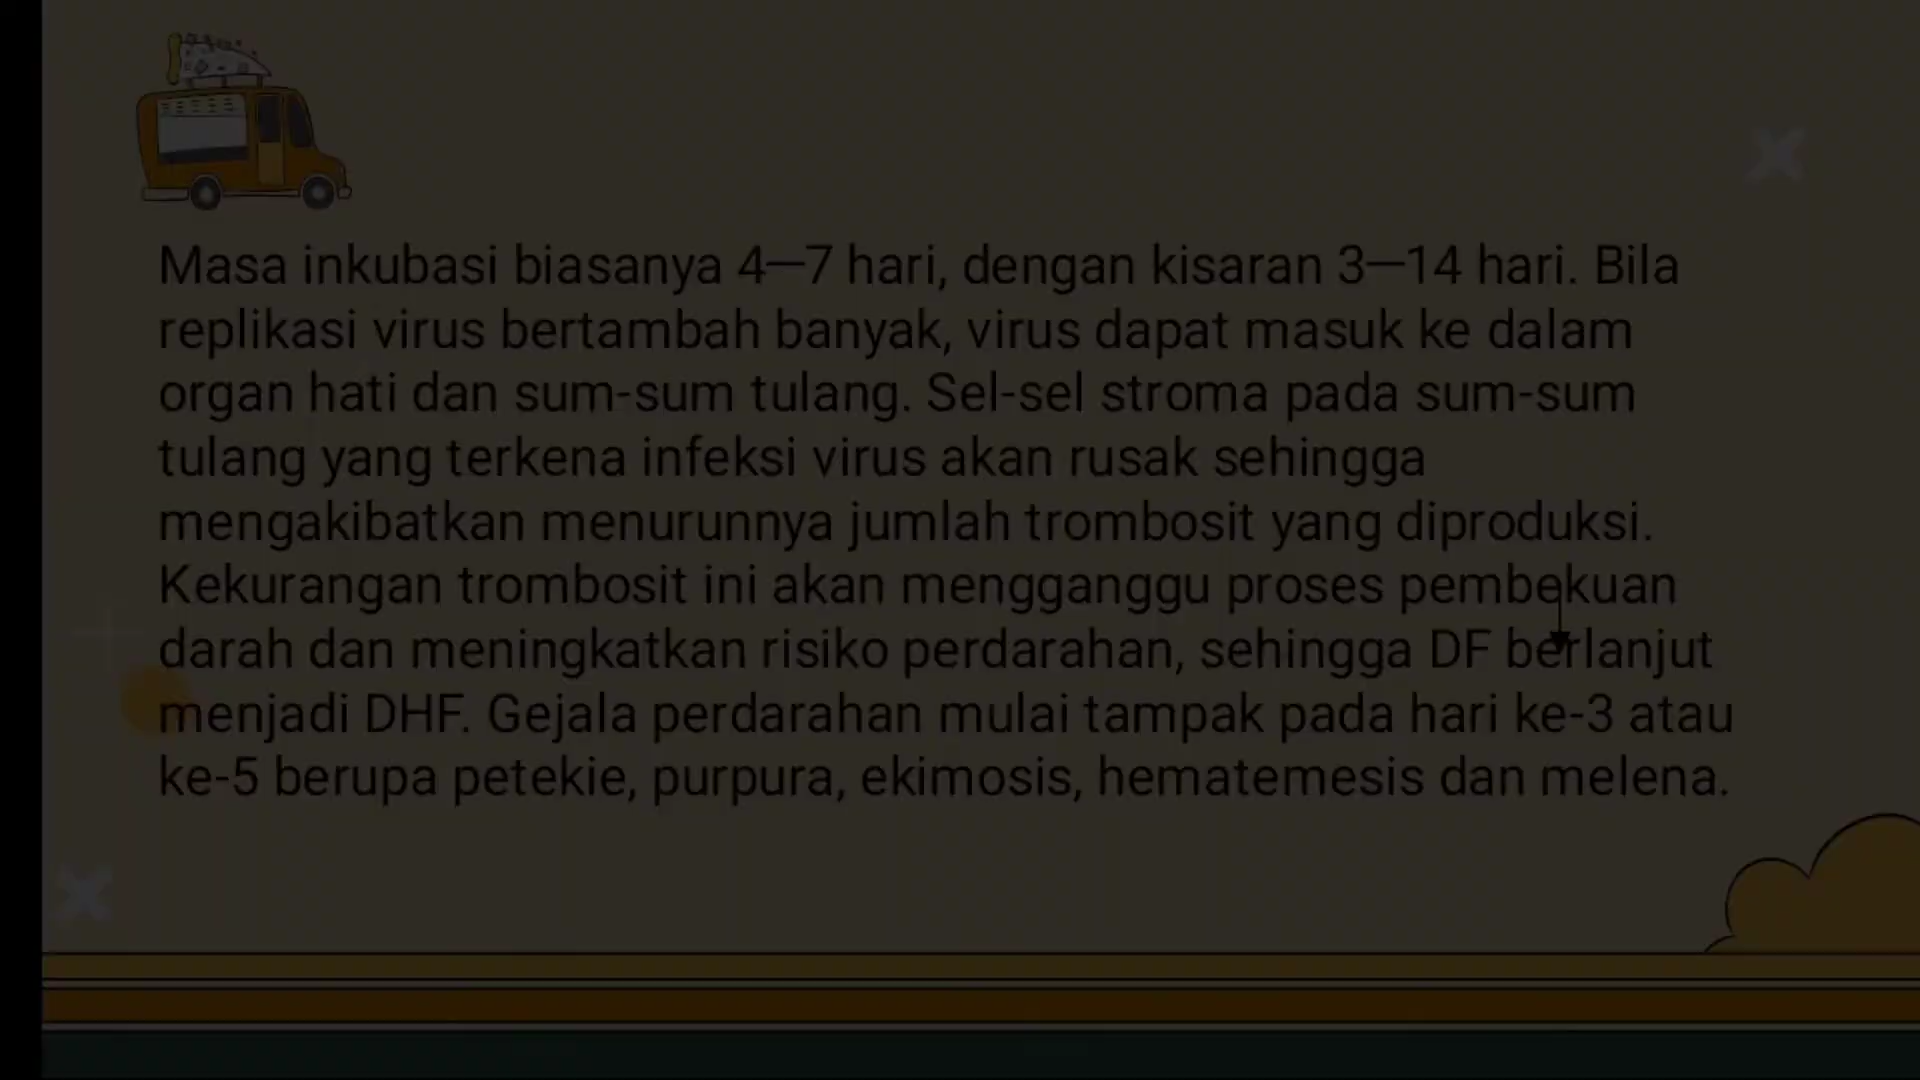 Masa inkubasi biasanya 4—7 hari, dengan kisaran 3—14 hari. Bila
replikasi virus bertambah banyak, virus dapat masuk ke dalam
organ hati dan sum-sum tulang. Sel-sel stroma pada sum-sum
tulang yang terkena infeksi virus akan rusak sehingga
mengakibatkan menurunnya jumlah trombosit yang diproduksi.
Kekurangan trombosit ini akan mengganggu proses pembekuan
darah dan meningkatkan risiko perdarahan, sehingga DF berlanjut
menjadi DHF. Gejala perdarahan mulai tampak pada hari ke-3 atau
ke-5 berupa petekie, purpura, ekimosis, hematemesis dan melena.